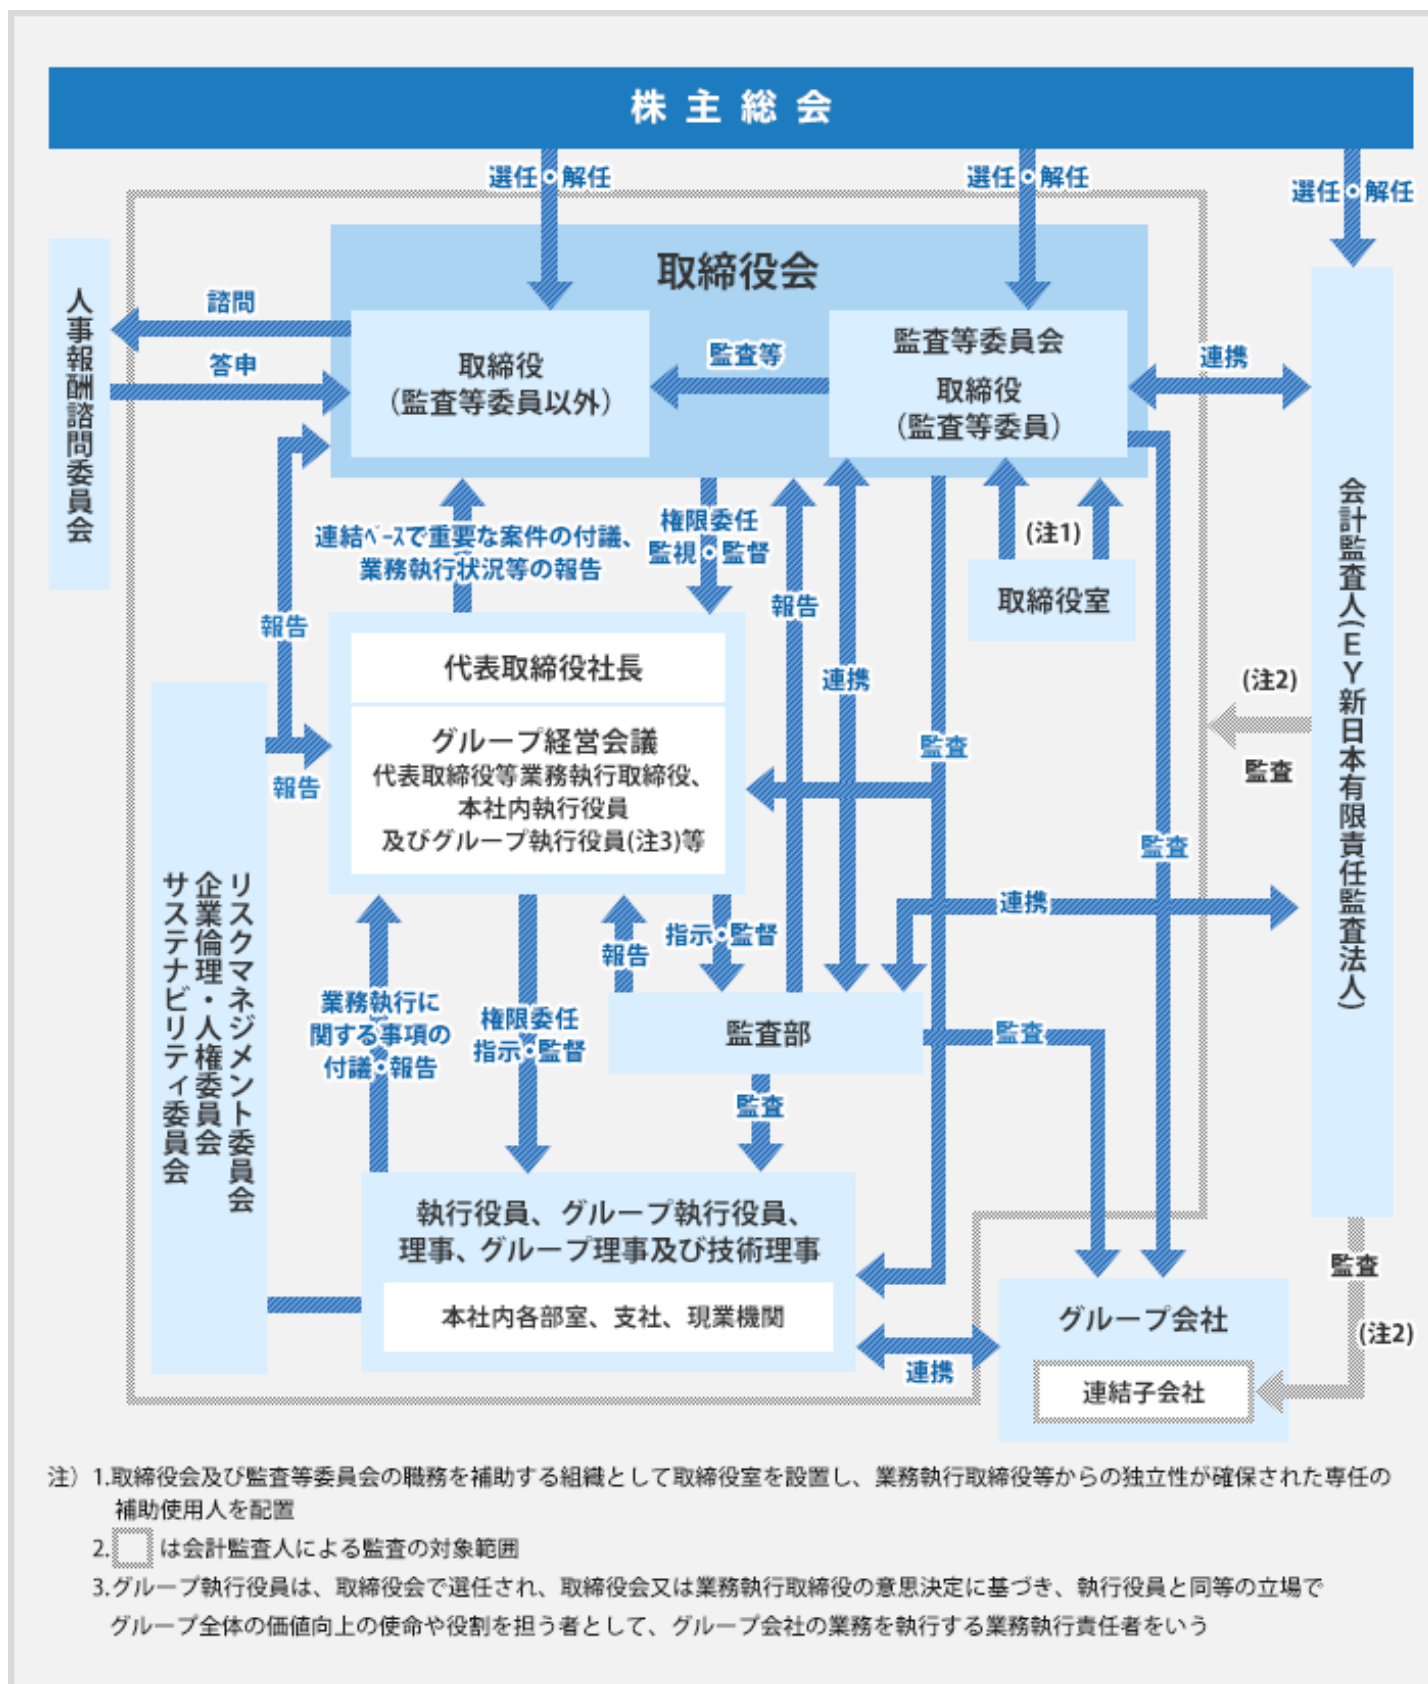 株主総会
選任・解任
選任・解任
選任・解任
取締役会
人事報酬諮問委員会
諮問
答申
取締役
（監査等委員以外）
監査等
監査等委員会
取締役
（監査等委員）
連携
会計監査人(EY新日本有限責任監査法人)
連結ベースで重要な案件の付議、
業務執行状況等の報告
権限委任
監視・監督
報告
(注1)
取締役室
報告
報告
連携
監査
監査
(注2)
監査
代表取締役社長
グループ経営会議
代表取締役等業務執行取締役、
本社内執行役員
及びグループ執行役員(注3)等
リスクマネジメント委員会
企業倫理・人権委員会
サステナビリティ委員会
連携
業務執行に
関する事項の
付議・報告
権限委任
指示・監督
報告
指示・監督
監査部
監査
監査
執行役員、グループ執行役員、
理事、グループ理事及び技術理事
本社内各部室、支社、現業機関
連携
グループ会社
連結子会社
監査
(注2)
注）1.取締役会及び監査等委員会の職務を補助する組織として取締役室を設置し、業務執行取締役等からの独立性が確保された専任の
補助使用人を配置
2. は会計監査人による監査の対象範囲
3.グループ執行役員は、取締役会で選任され、取締役会又は業務執行取締役の意思決定に基づき、執行役員と同等の立場で
グループ全体の価値向上の使命や役割を担う者として、グループ会社の業務を執行する業務執行責任者をいう